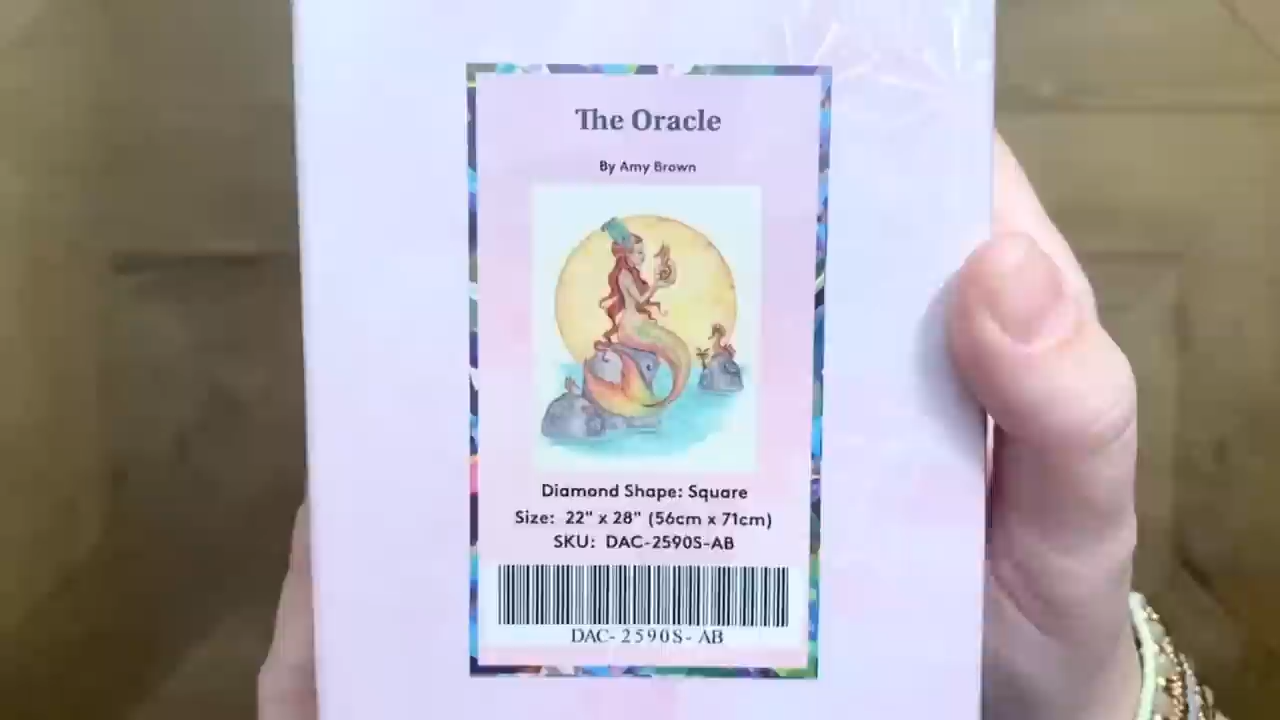 The Oracle
By Amy Brown
Diamond Shape: Square
Size: 22" x 28" (56cm x 71cm)
SKU: DAC-2590S-AB
DAC- 2590S- AB